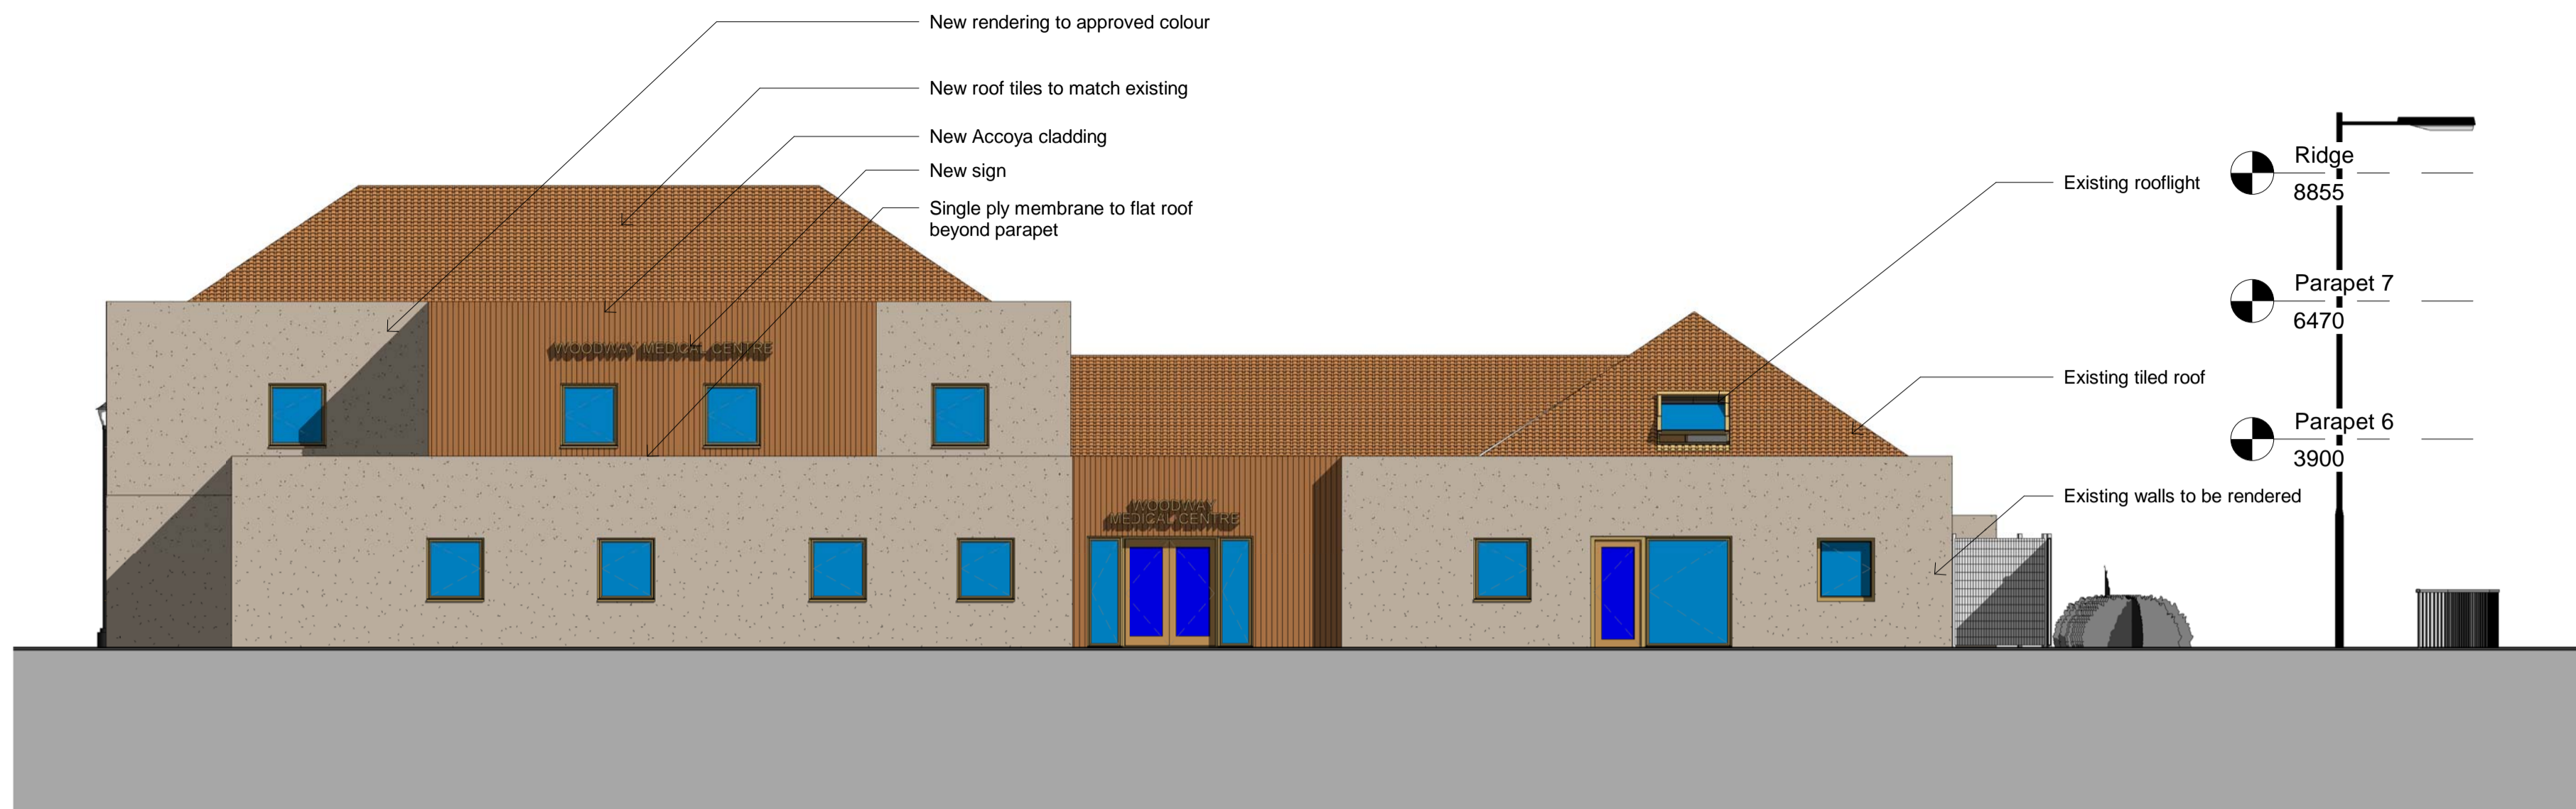 New rendering to approved colour
New roof tiles to match existing
New Accoya cladding
New sign
Single ply membrane to flat roof
beyond parapet
Existing rooflight
Existing tiled roof
Existing walls to be rendered
Ridge
8855
Parapet 7
6470
Parapet 6
3900
WOODWAY MEDICAL CENTRE
WOODWAY
MEDICAL CENTRE